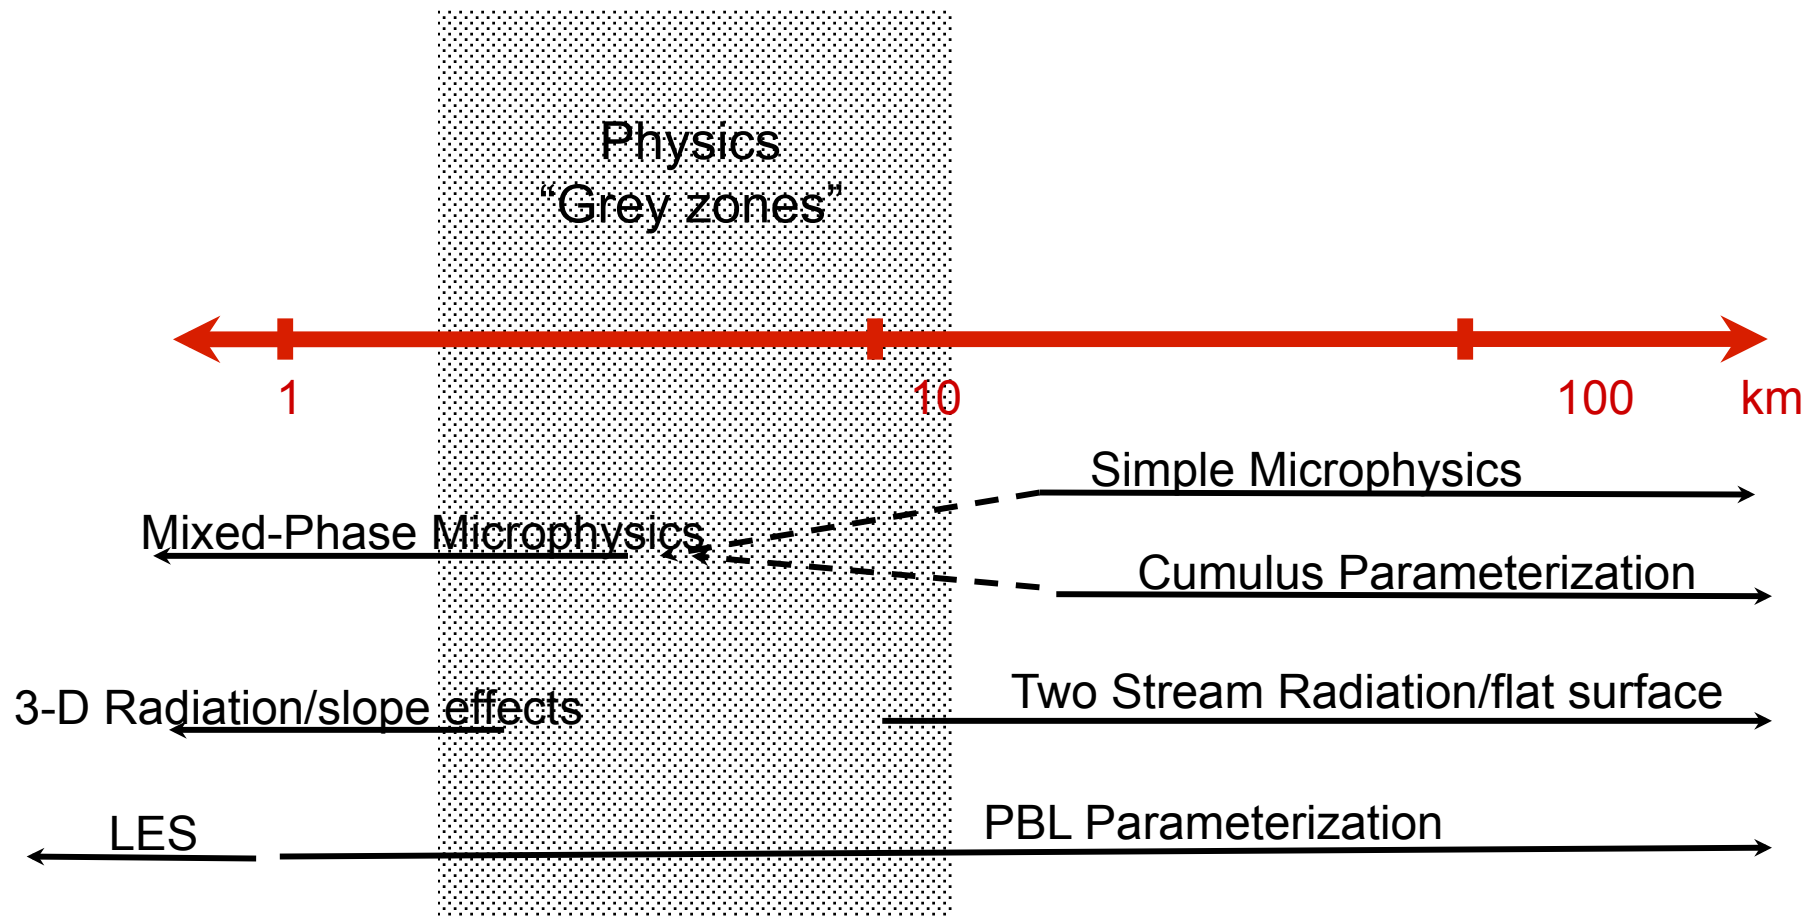 Physics
“Grey zones”
1 10 100 km
Simple Microphysics
Mixed-Phase Microphysics
Cumulus Parameterization
3-D Radiation/slope effects
Two Stream Radiation/flat surface
LES
PBL Parameterization